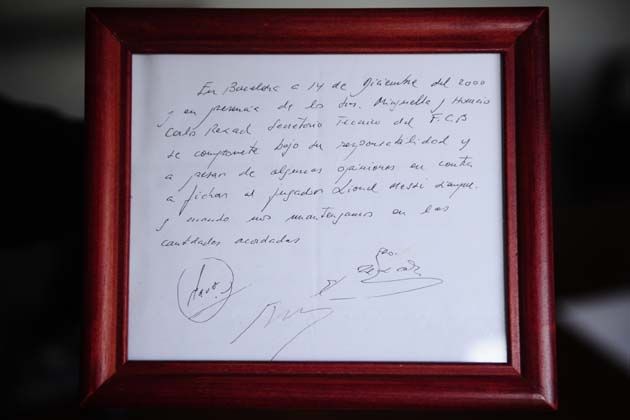 En Barcelona a 14 de Diciembre del 2000
y en presencia de los Srs. Minguella y Horacio
Carlos Rexach Secretario Tecnico del F.C.B
se compromete bajo su responsabilidad y
a pesar de algunas opiniones en contra
a fichar al jugador Lionel Messi siempre
y cuando nos mantengamos en las
cantidades acordadas